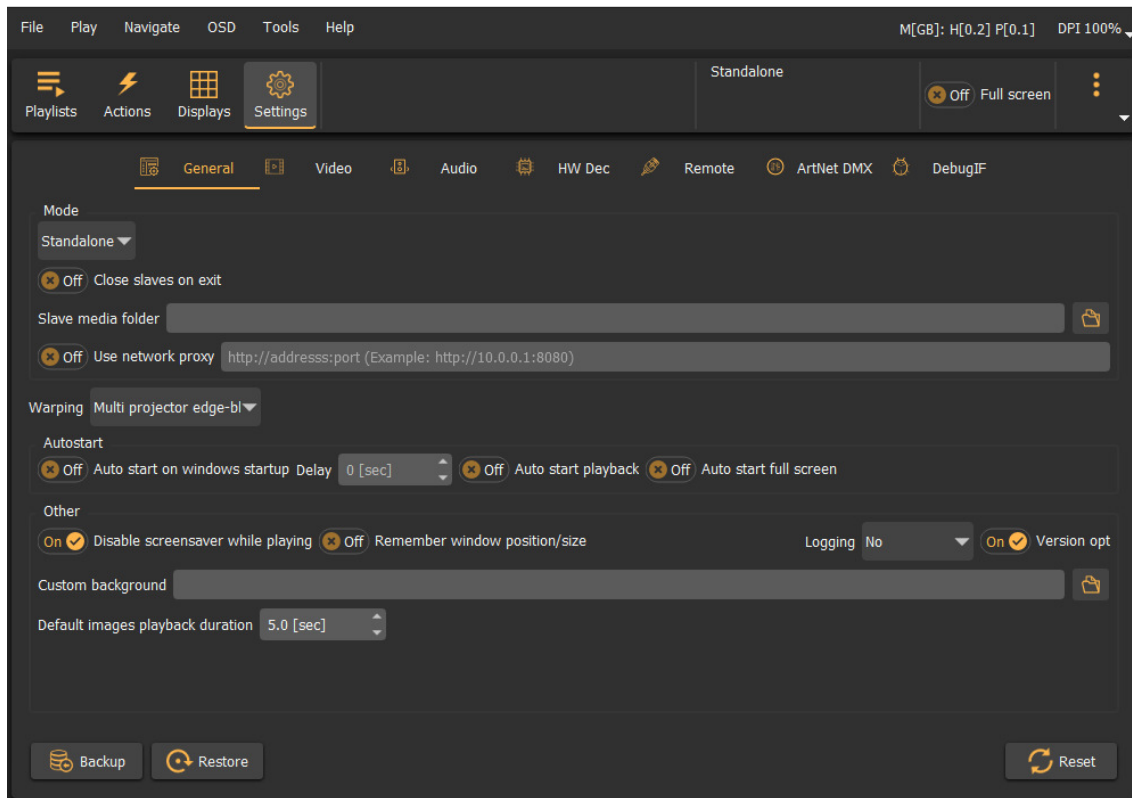 File Play Navigate OSD Tools Help M[GB]: H[0.2] P[0.1] DPI 100%
Standalone
Playlists Actions Displays Settings Off Full screen
General Video Audio HW Dec Remote ArtNet DMX DebugIF
Mode
Standalone
Off Close slaves on exit
Slave media folder
Off Use network proxy http://addresss:port (Example: http://10.0.0.1:8080)
Warping Multi projector edge-bl
Autostart
Off Auto start on windows startup Delay 0 [sec] Off Auto start playback Off Auto start full screen
Other
On Disable screensaver while playing Off Remember window position/size Logging No On Version opt
Custom background
Default images playback duration 5.0 [sec]
Backup Restore Reset